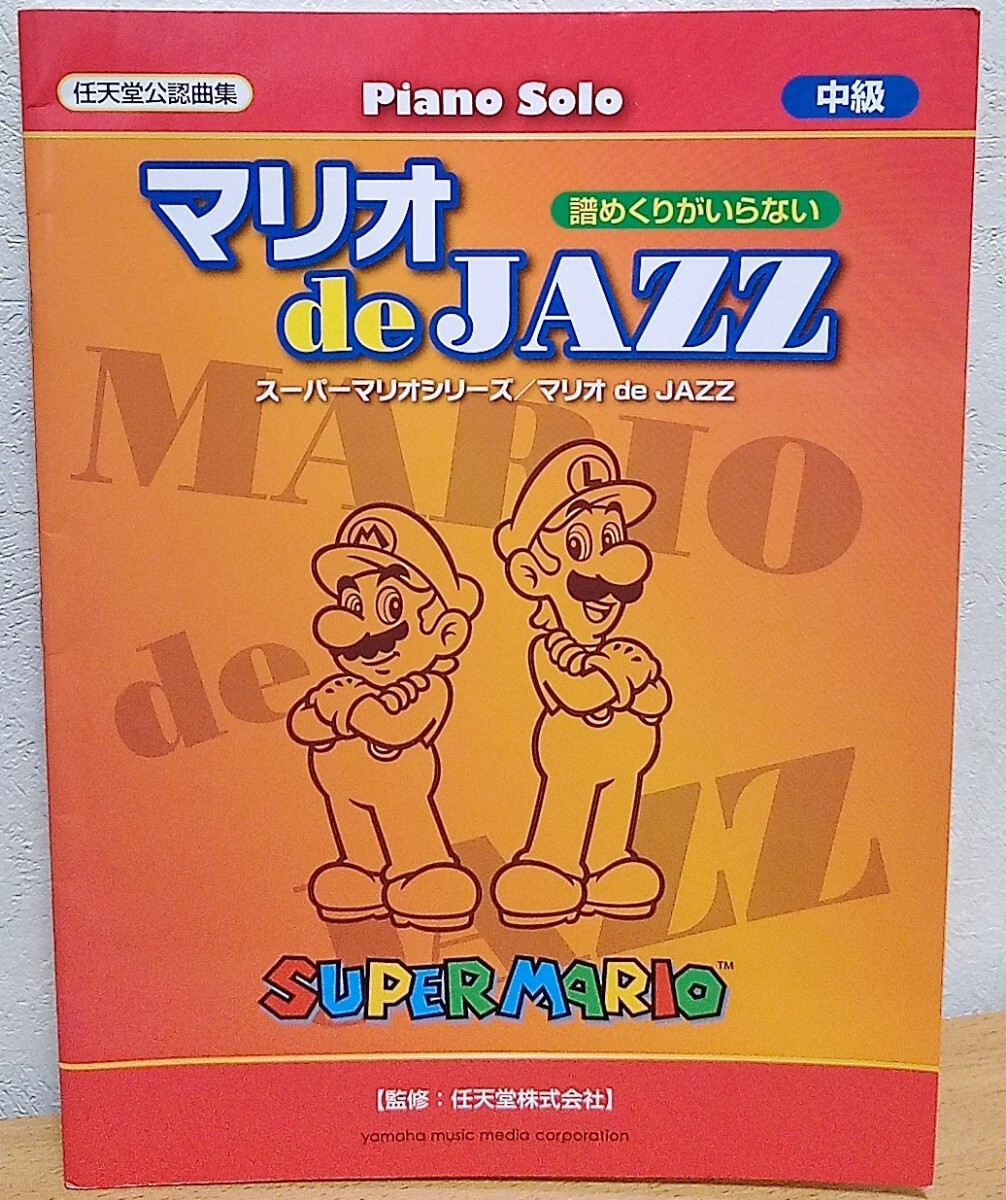 任天堂公認曲集
Piano Solo
中級
マリオ
譜めくりがいらない
de JAZZ
スーパーマリオシリーズ／マリオ de JAZZ
MARIO
de
JAZZ
M
L
SUPER MARIO™
【監修：任天堂株式会社】
yamaha music media corporation